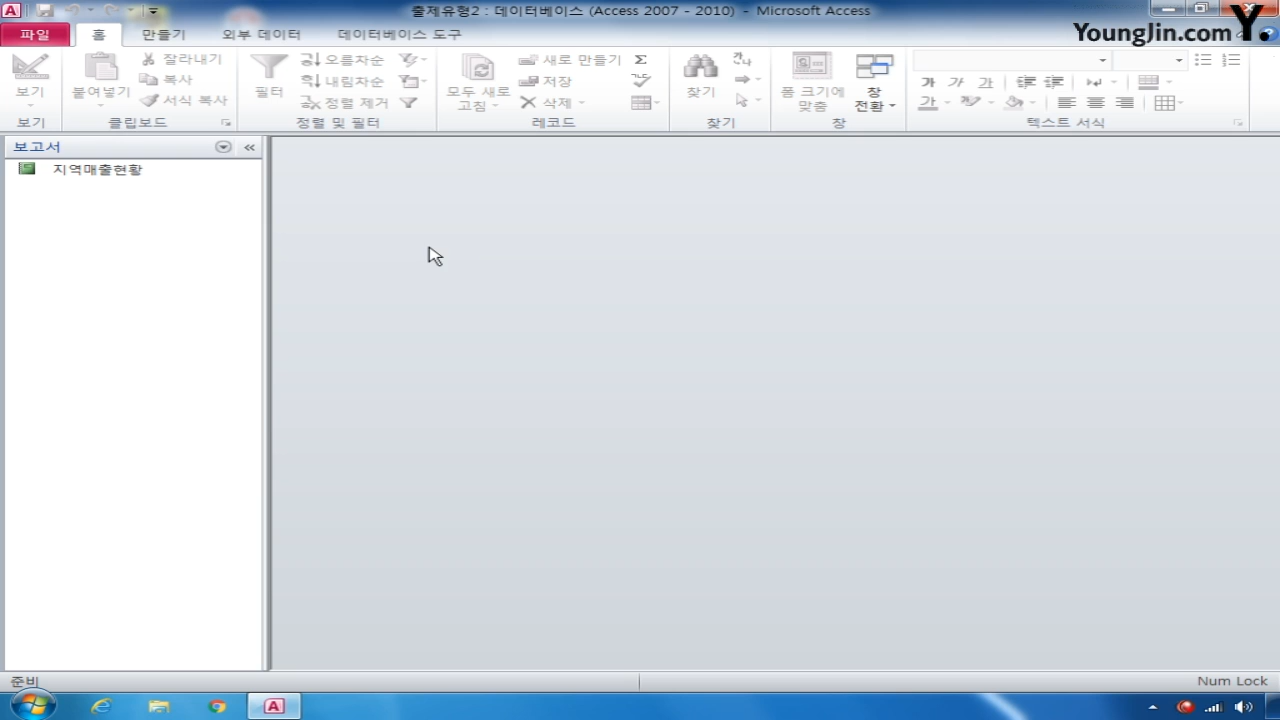 출제유형2 : 데이터베이스 (Access 2007 - 2010) - Microsoft Access
파일 홈 만들기 외부 데이터 데이터베이스 도구
YoungJin.com Y.
보기
보기
붙여넣기
잘라내기
복사
서식 복사
클립보드
필터
오름차순
내림차순
정렬 제거
정렬 및 필터
모두 새로
고침
새로 만들기
저장
삭제
레코드
찾기
찾기
폼 크기에
맞춤
창
전환
창
가 가 가
가
텍스트 서식
보고서
지역매출현황
준비
Num Lock